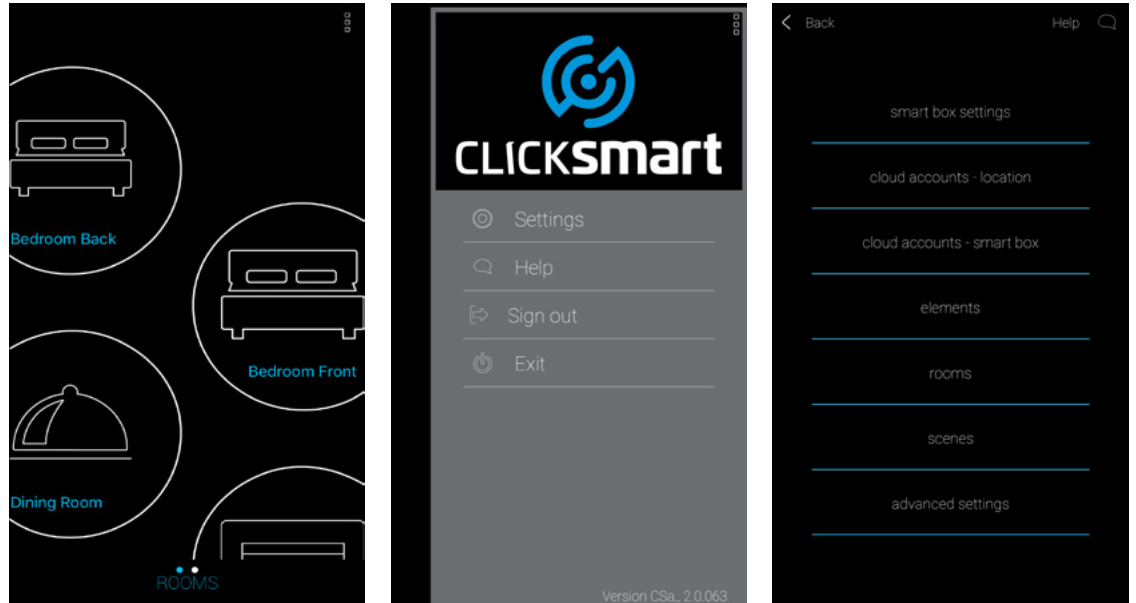 Bedroom Back
Bedroom Front
Dining Room
ROOMS
CLICKsmart
Settings
Help
Sign out
Exit
Version CSa_ 2.0.063
Back
Help
smart box settings
cloud accounts - location
cloud accounts - smart box
elements
rooms
scenes
advanced settings